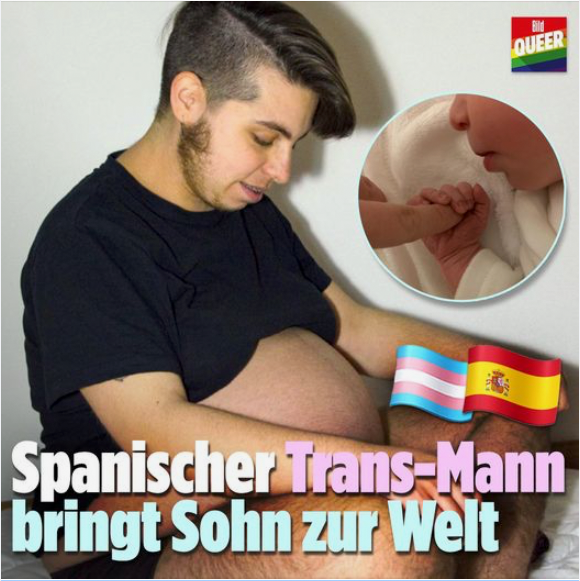 Bild
QUEER
Spanischer Trans-Mann
bringt Sohn zur Welt